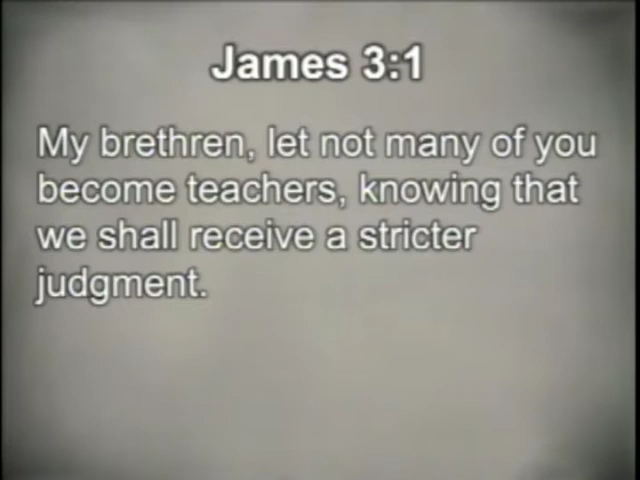 James 3:1
My brethren, let not many of you
become teachers, knowing that
we shall receive a stricter
judgment.